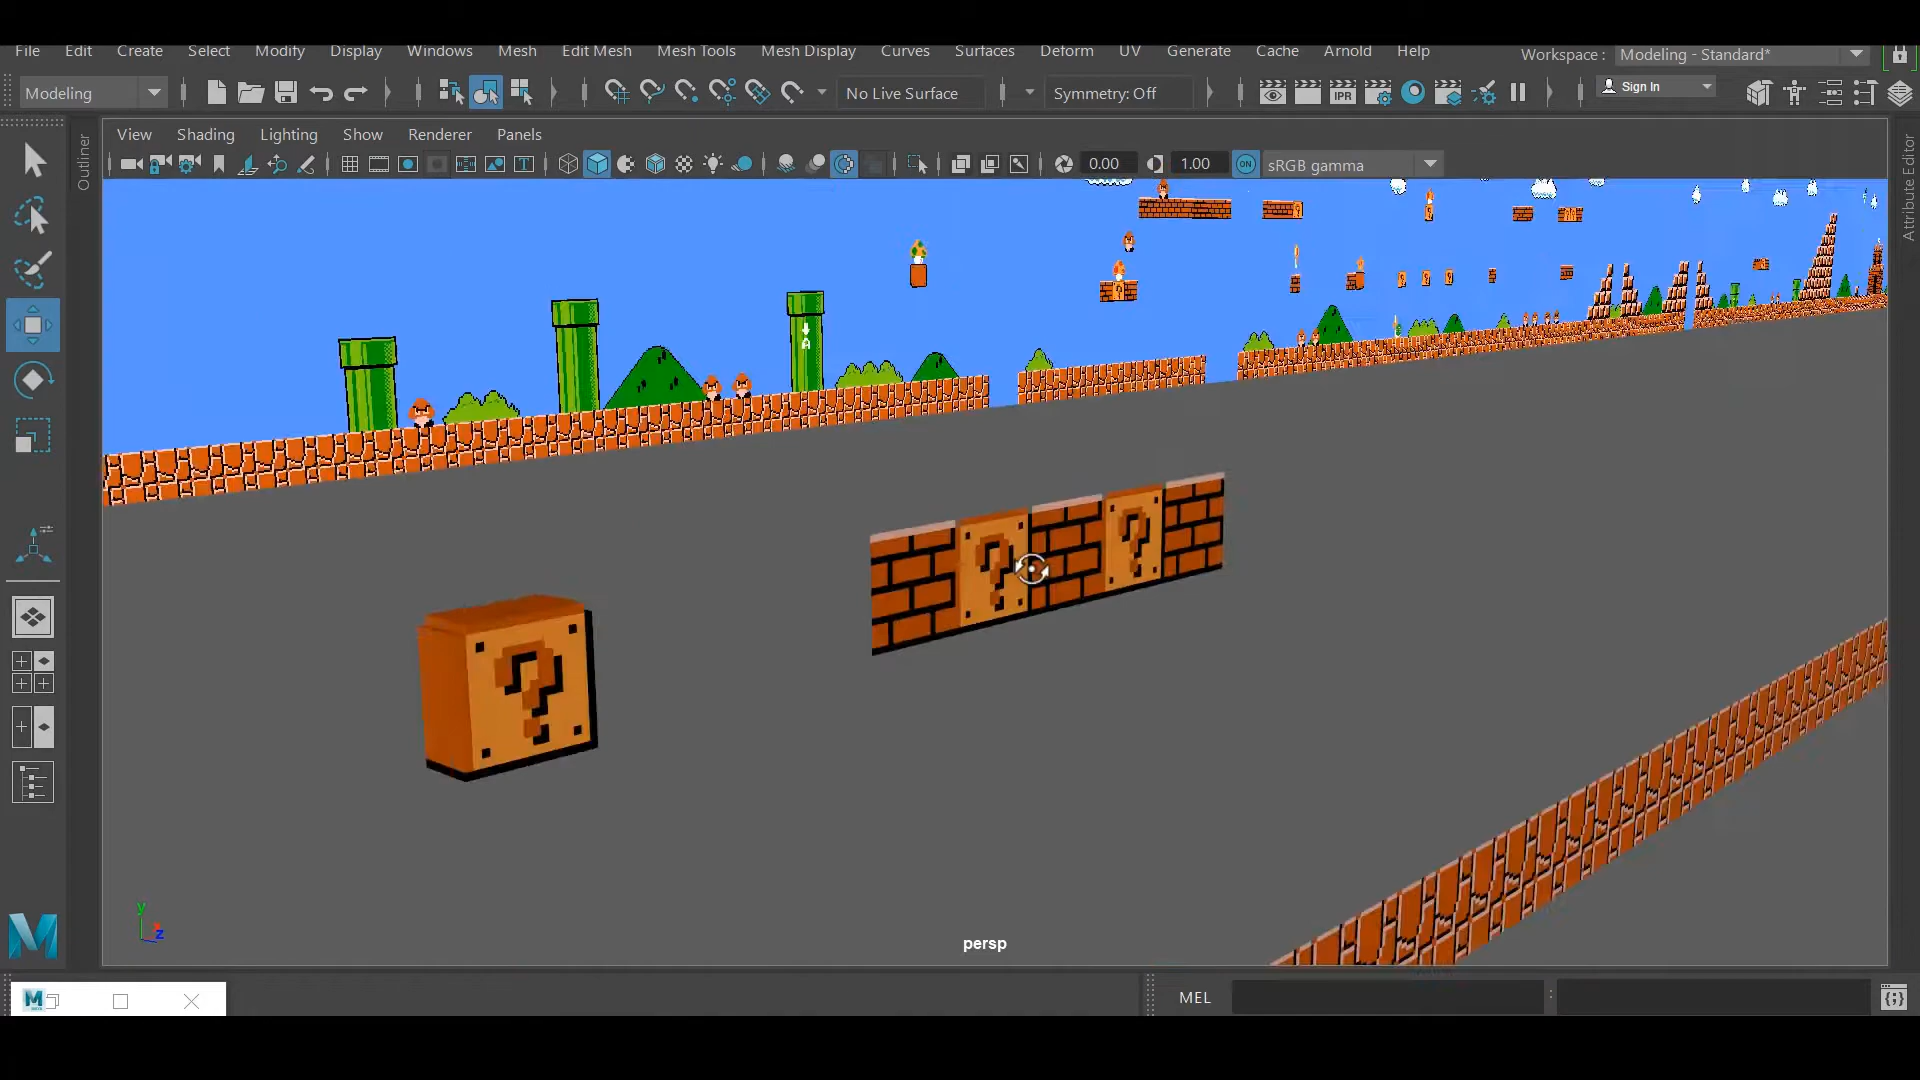 File Edit Create Select Modify Display Windows Mesh Edit Mesh Mesh Tools Mesh Display Curves Surfaces Deform UV Generate Cache Arnold Help Workspace : Modeling - Standard*
Modeling No Live Surface Symmetry: Off IPR Sign In
View Shading Lighting Show Renderer Panels
Outliner
T 0.00 1.00 ON sRGB gamma
Attribute Editor
A
? ?
?
y
z
persp
M
M MEL :